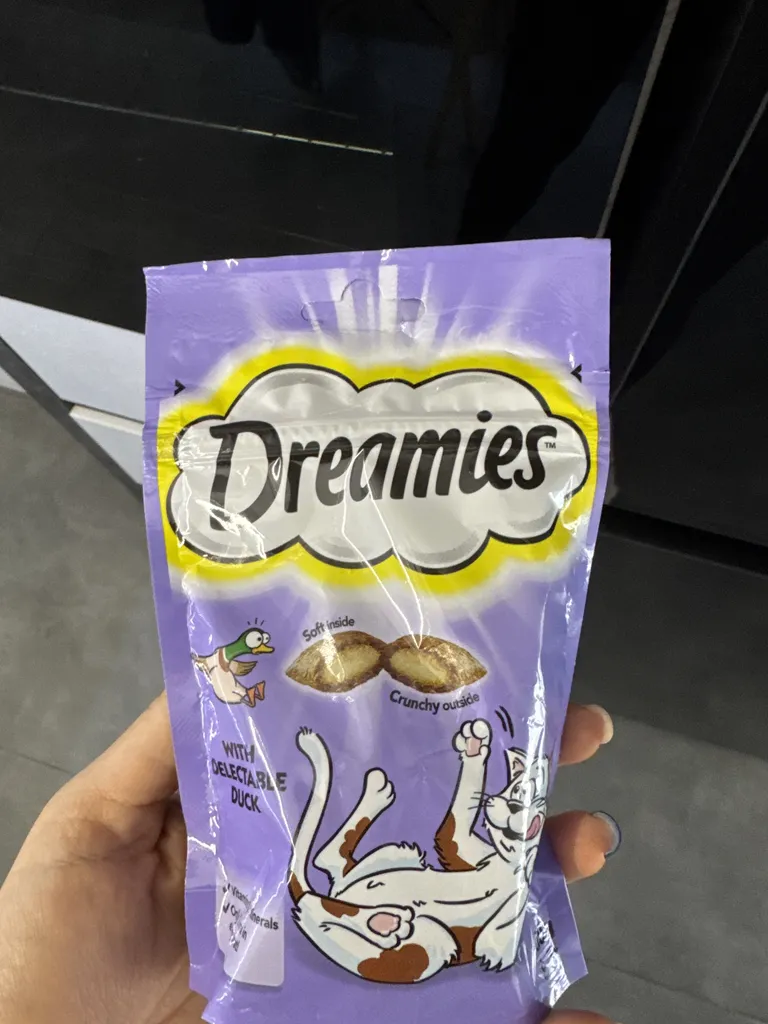 Dreamies™
Soft inside
Crunchy outside
WITH
DELECTABLE
DUCK